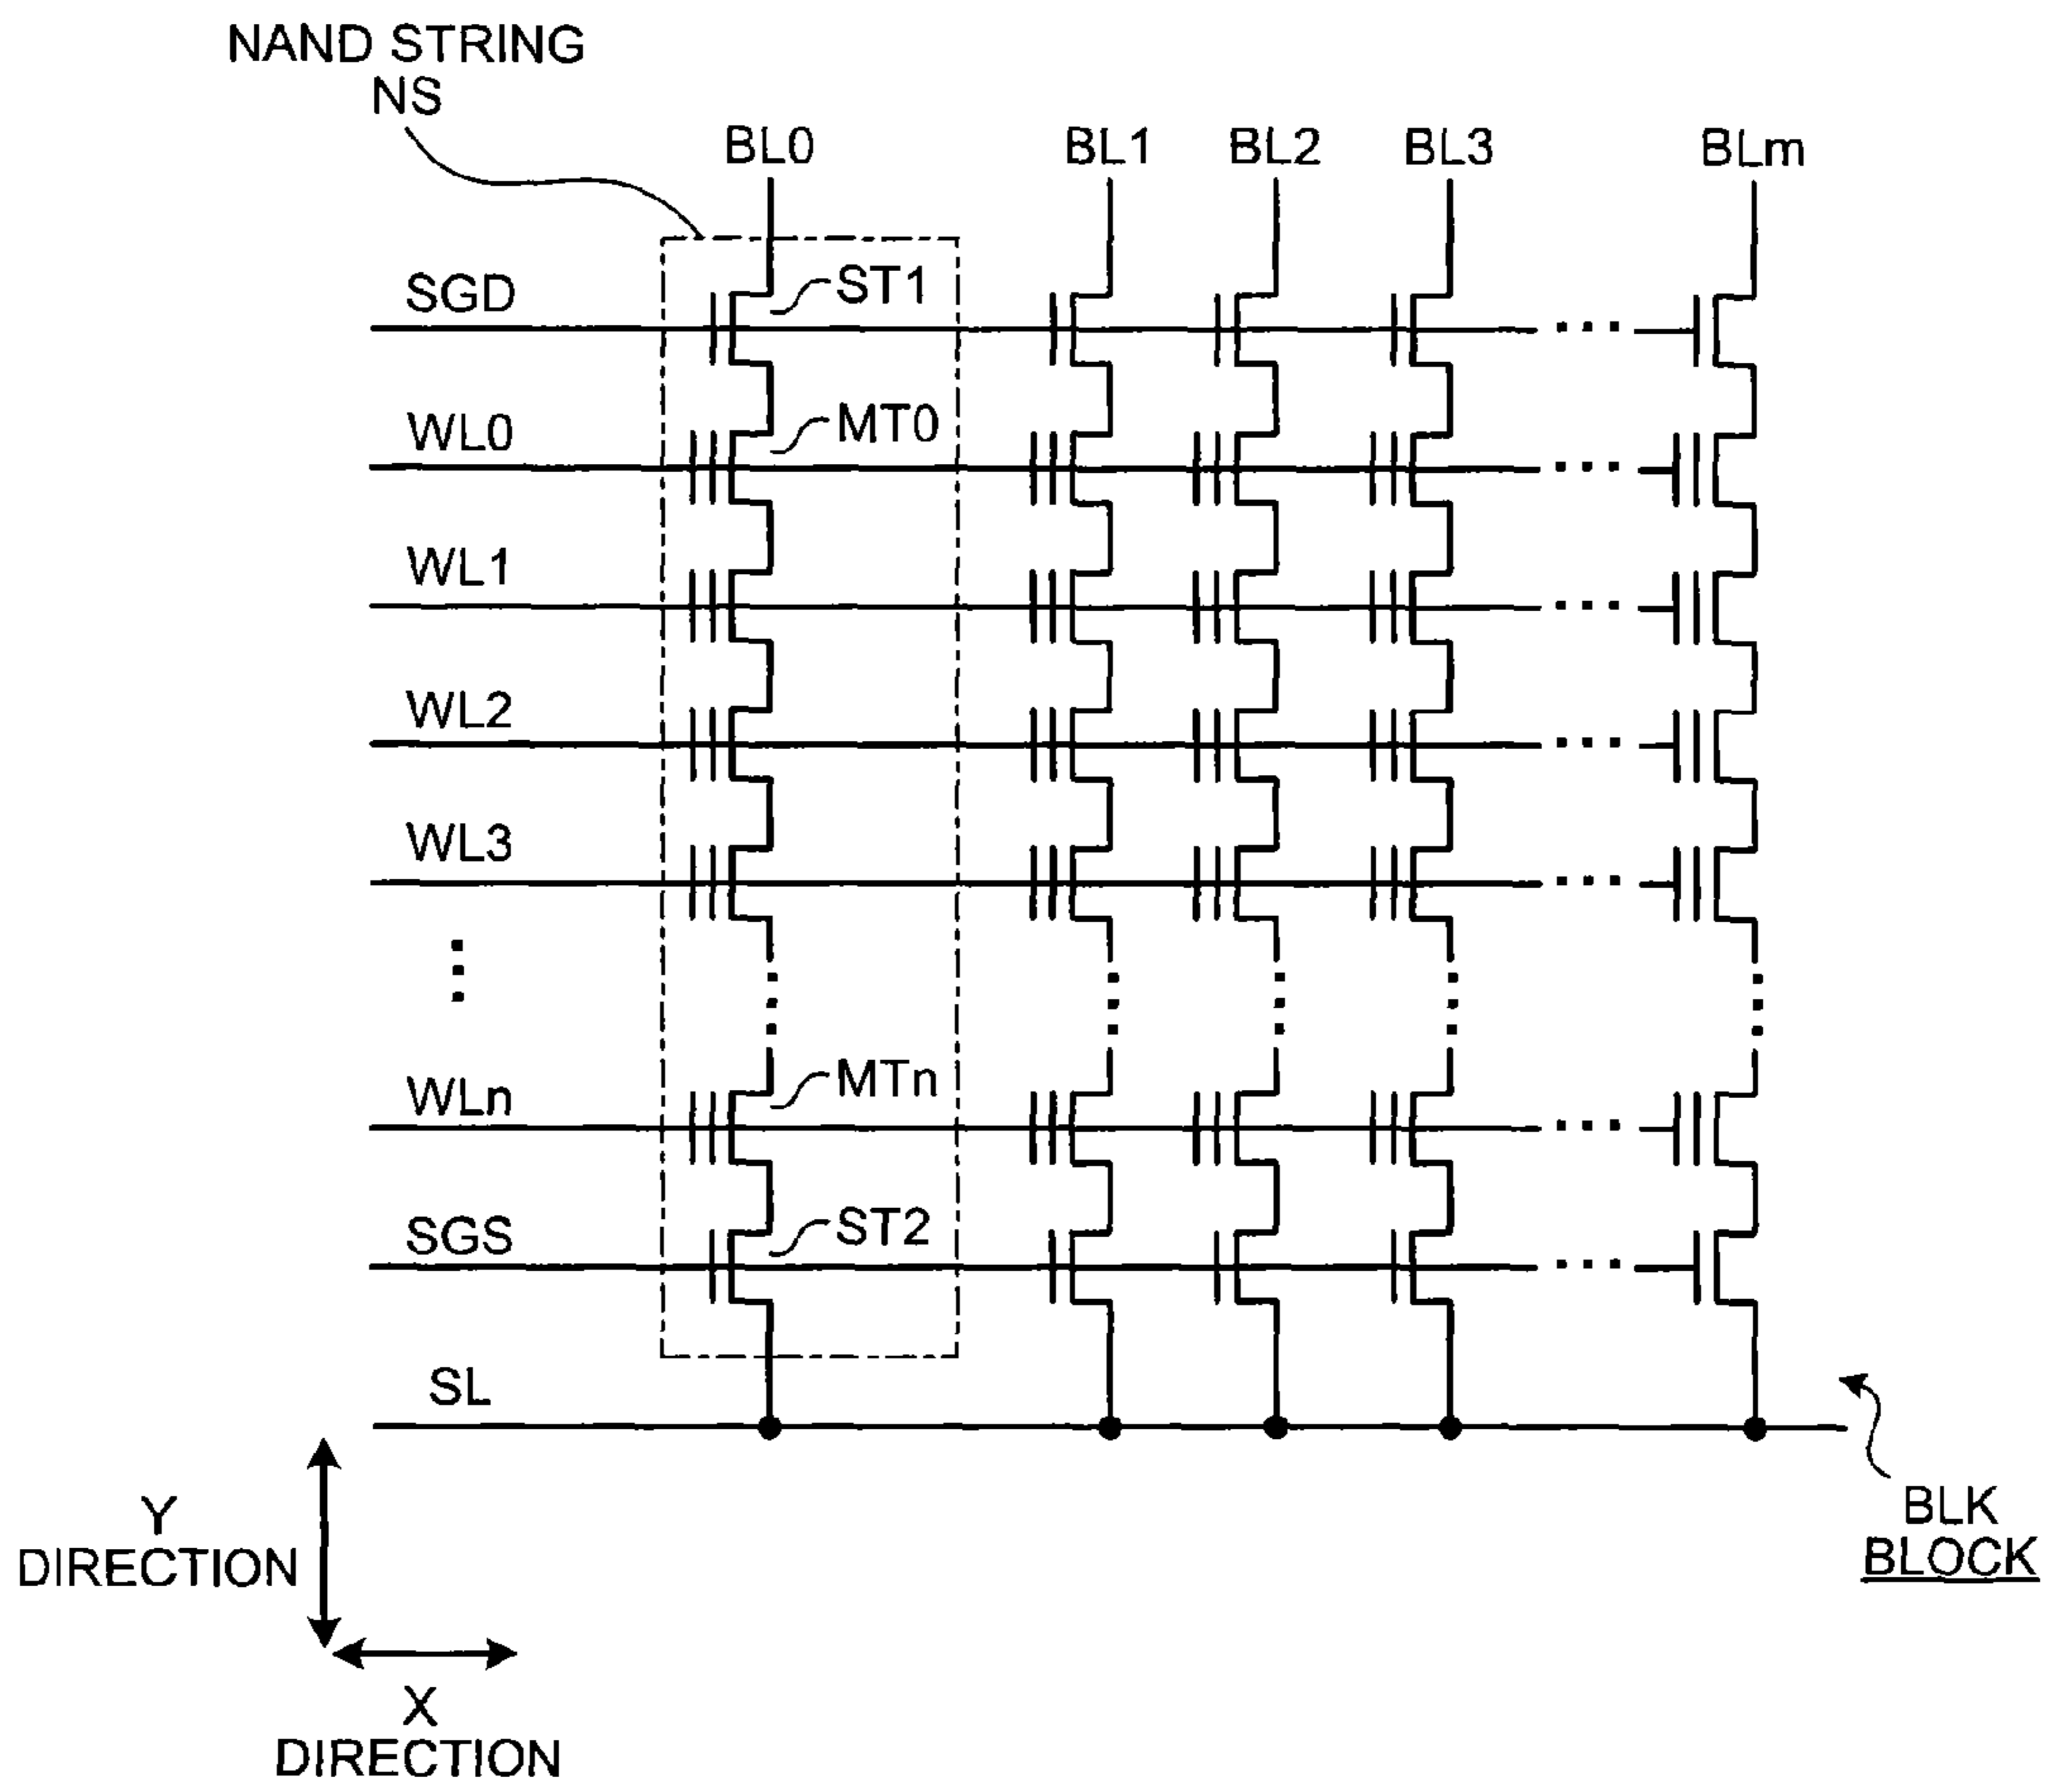 NAND STRING
NS
BL0
BL1
BL2
BL3
BLm
SGD
ST1
WL0
MT0
WL1
WL2
WL3
WLn
MTn
SGS
ST2
SL
Y
DIRECTION
X
DIRECTION
BLK
BLOCK